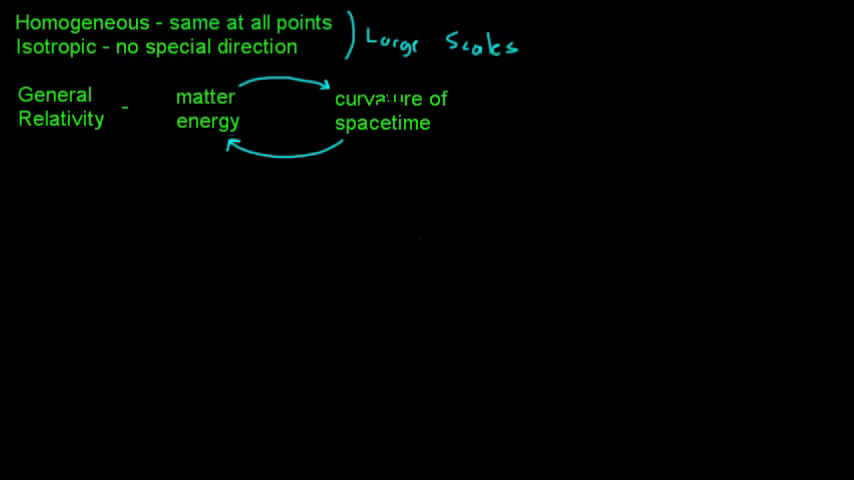 Homogeneous - same at all points
Isotropic - no special direction
Large Scales
General Relativity -
matter energy
curvature of spacetime